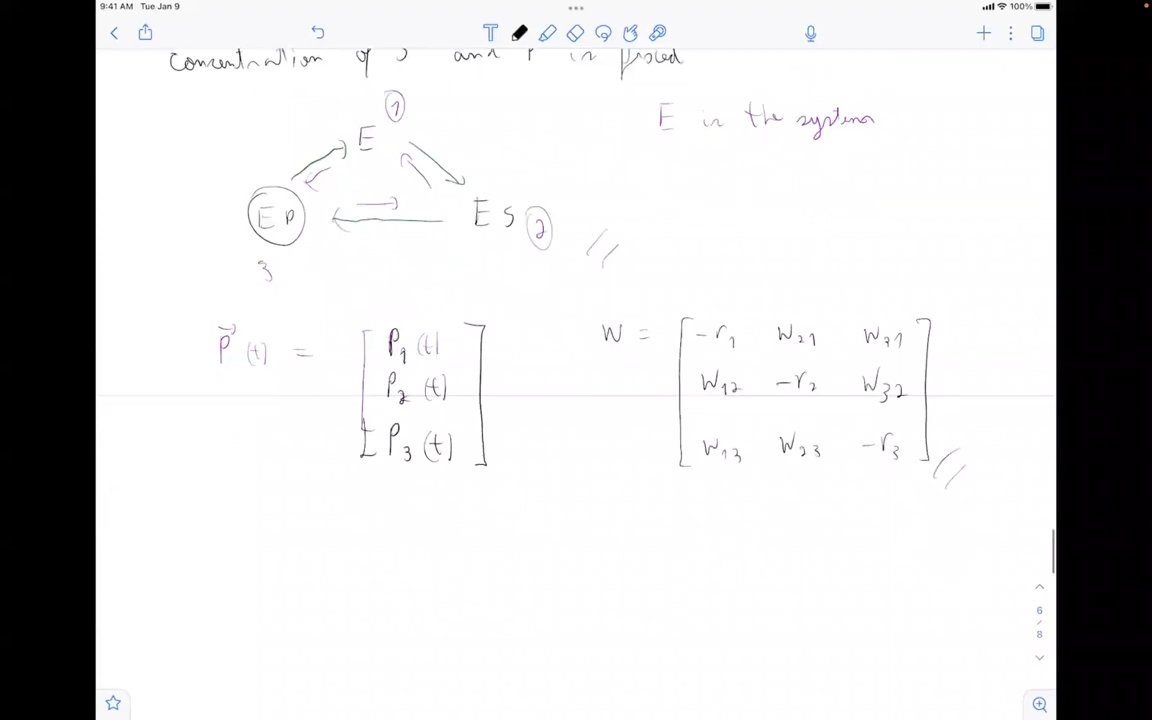 9:41 AM Tue Jan 9
100%
Concentration of S and P is fixed
E in the system
1
E
EP
ES 2
3
P⃗ (t) = [ P₁(t) P₂(t) P₃(t) ]
W = [ -r₁ W₂₁ W₃₁
W₁₂ -r₂ W₃₂
W₁₃ W₂₃ -r₃ ]
6
/
8